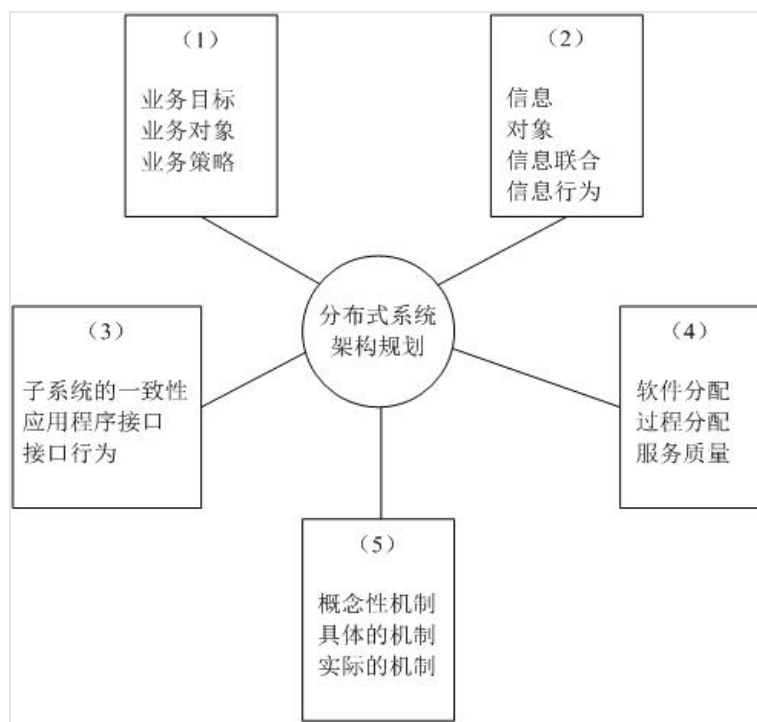 （1）
业务目标
业务对象
业务策略
（2）
信息
对象
信息联合
信息行为
分布式系统
架构规划
（3）
子系统的一致性
应用程序接口
接口行为
（4）
软件分配
过程分配
服务质量
（5）
概念性机制
具体的机制
实际的机制